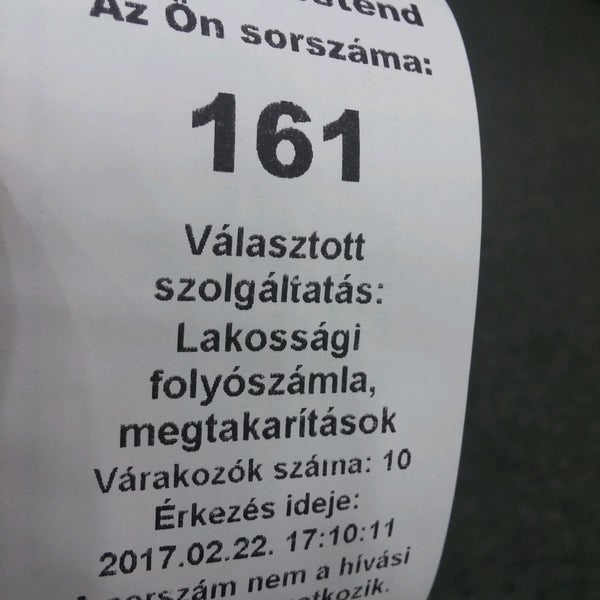 Az Ön sorszáma:
161
Választott
szolgáltatás:
Lakossági
folyószámla,
megtakarítások
Várakozók száma: 10
Érkezés ideje:
2017.02.22. 17:10:11
A sorszám nem a hívási